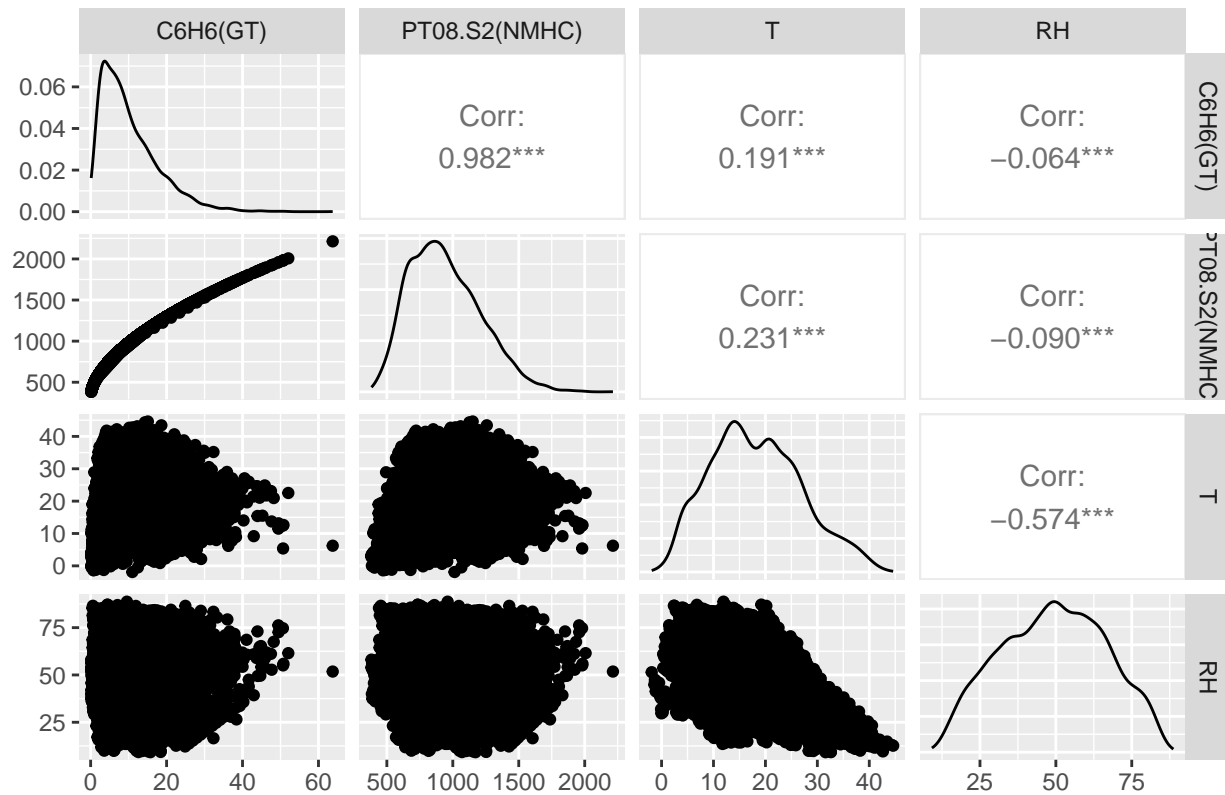 C6H6(GT) PT08.S2(NMHC) T RH
0.06
0.04
0.02
0.00
Corr:
0.982***
Corr:
0.191***
Corr:
−0.064***
C6H6(GT)
2000
1500
1000
500
Corr:
0.231***
Corr:
−0.090***
PT08.S2(NMHC
40
30
20
10
0
Corr:
−0.574***
T
75
50
25
RH
0 20 40 60 500 1000 1500 2000 0 10 20 30 40 25 50 75